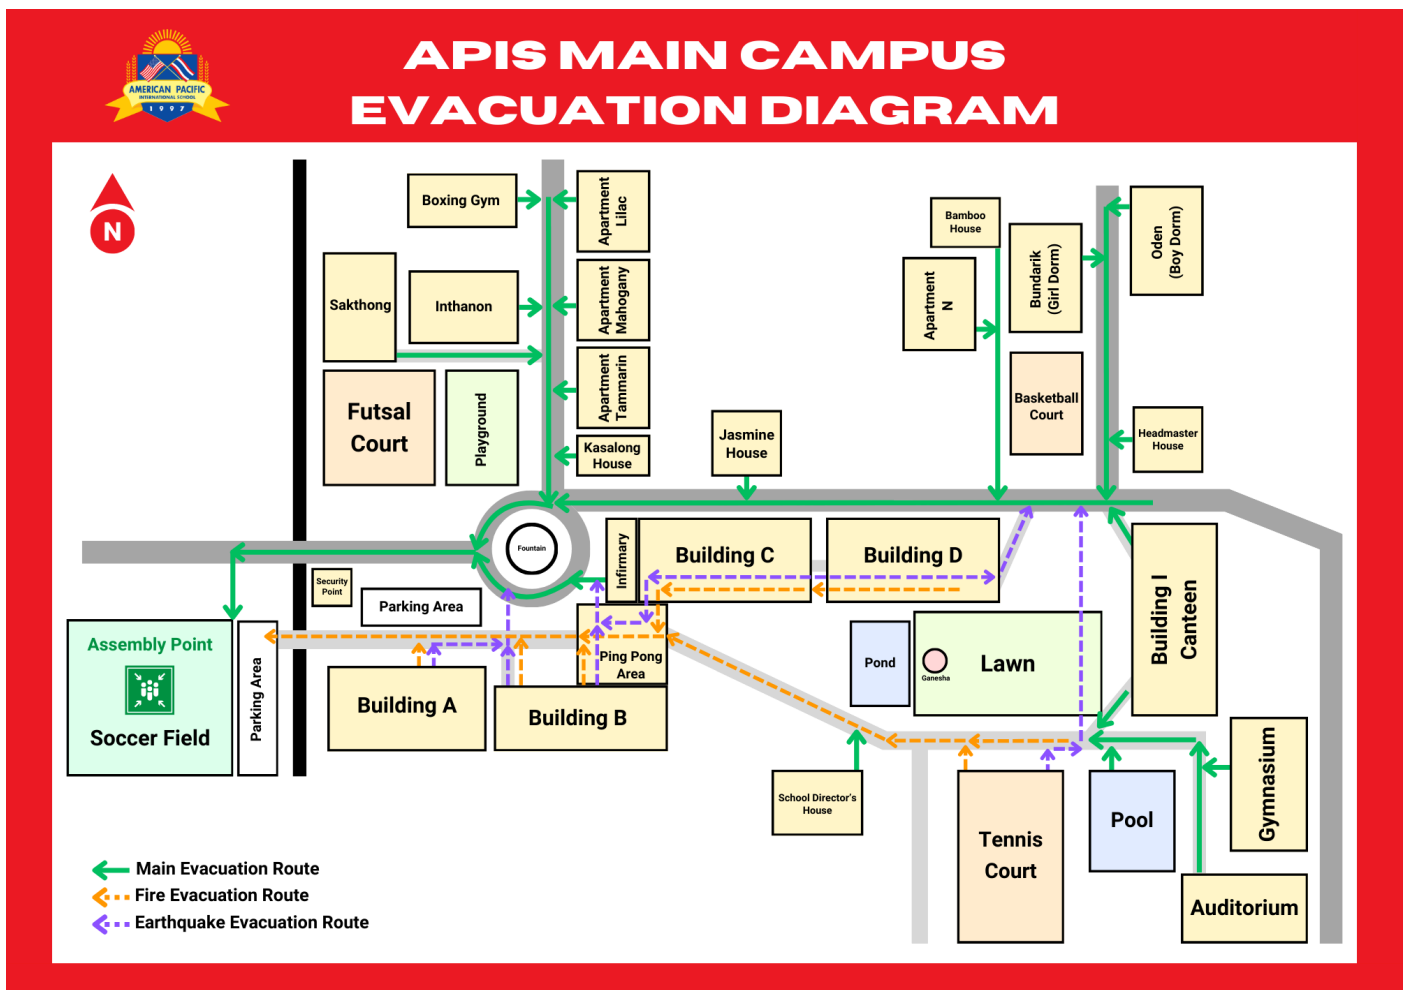 AMERICAN PACIFIC
INTERNATIONAL SCHOOL
1997
APIS MAIN CAMPUS
EVACUATION DIAGRAM
N
Boxing Gym
Apartment
Lilac
Bamboo
House
Oden
(Boy Dorm)
Sakthong
Inthanon
Apartment
Mahogany
Apartment
N
Bundarik
(Girl Dorm)
Futsal
Court
Playground
Apartment
Tammarin
Basketball
Court
Kasalong
House
Jasmine
House
Headmaster
House
Fountain
Infirmary
Building C
Building D
Security
Point
Parking Area
Building I
Canteen
Assembly Point
Soccer Field
Parking Area
Building A
Building B
Ping Pong
Area
Pond
Ganesha
Lawn
School Director's
House
Tennis
Court
Pool
Gymnasium
Auditorium
Main Evacuation Route
Fire Evacuation Route
Earthquake Evacuation Route